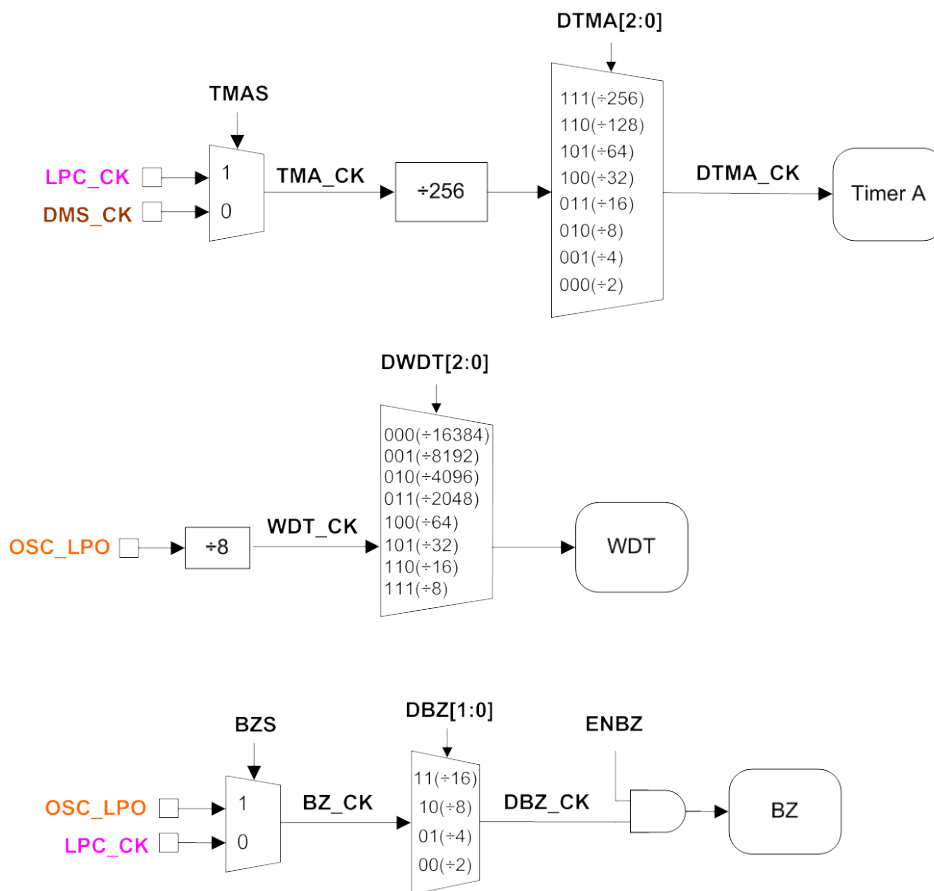 DTMA[2:0]
TMAS
111(÷256)
110(÷128)
101(÷64)
100(÷32)
011(÷16)
010(÷8)
001(÷4)
000(÷2)
LPC_CK
1
TMA_CK
÷256
DTMA_CK
Timer A
DMS_CK
0
DWDT[2:0]
000(÷16384)
001(÷8192)
010(÷4096)
011(÷2048)
100(÷64)
101(÷32)
110(÷16)
111(÷8)
OSC_LPO
÷8
WDT_CK
WDT
BZS
DBZ[1:0]
ENBZ
OSC_LPO
1
BZ_CK
11(÷16)
10(÷8)
01(÷4)
00(÷2)
DBZ_CK
BZ
LPC_CK
0